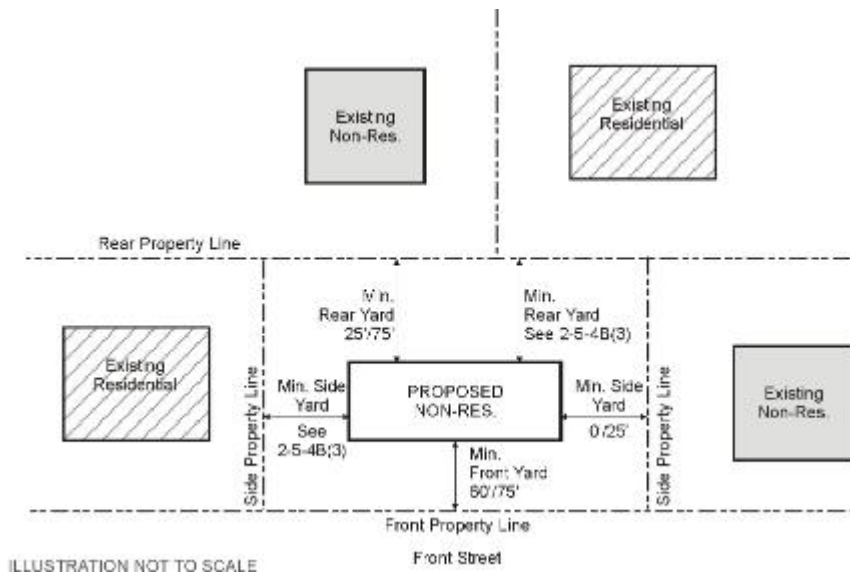 Existing
Non-Res.
Existing
Residential
Rear Property Line
Min.
Rear Yard
25'/75'
Min.
Rear Yard
See 2-5-4B(3)
Existing
Residential
Side Property Line
Min. Side
Yard
See
2-5-4B(3)
PROPOSED
NON-RES.
Min. Side
Yard
0/25'
Side Property Line
Existing
Non-Res.
Min.
Front Yard
60'/75'
Front Property Line
Front Street
ILLUSTRATION NOT TO SCALE